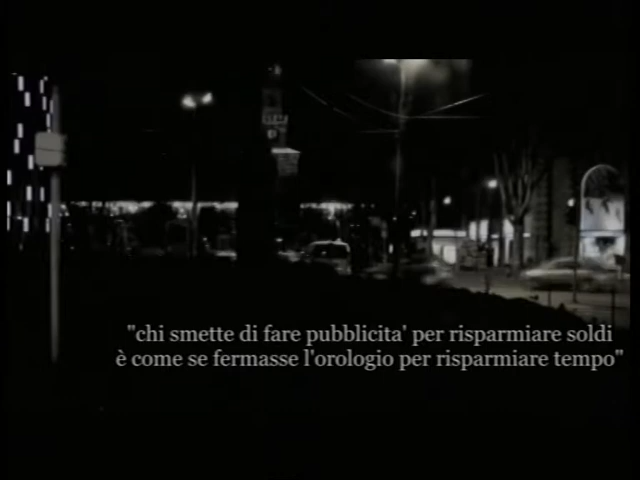 "chi smette di fare pubblicita' per risparmiare soldi
è come se fermasse l'orologio per risparmiare tempo"